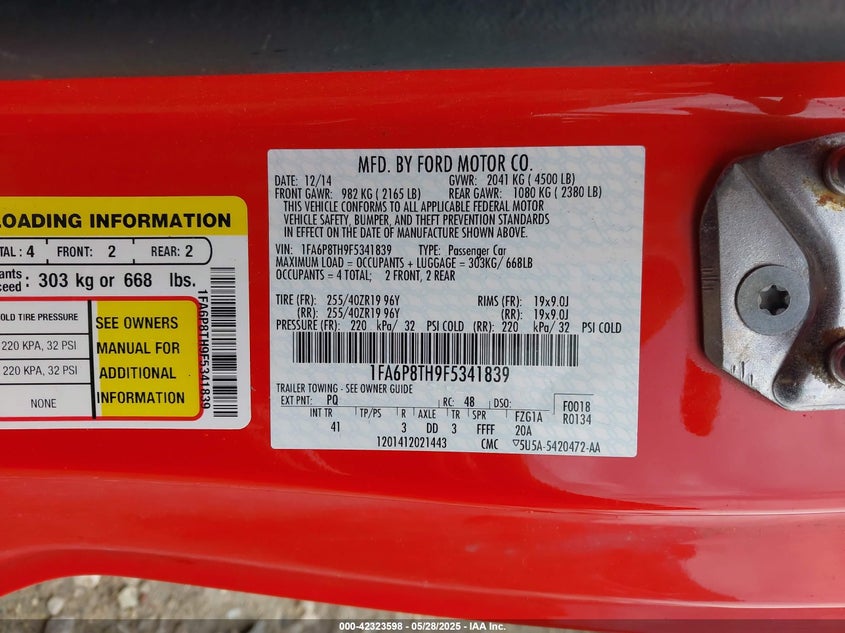 LOADING INFORMATION
TAL : 4 FRONT: 2 REAR: 2
pants
ceed: 303 kg or 668 lbs.
OLD TIRE PRESSURE
220 KPA, 32 PSI
220 KPA, 32 PSI
NONE
SEE OWNERS
MANUAL FOR
ADDITIONAL
INFORMATION
1FA6P8TH9F5341839
MFD. BY FORD MOTOR CO.
DATE: 12/14 GVWR: 2041 KG ( 4500 LB)
FRONT GAWR: 982 KG ( 2165 LB) REAR GAWR: 1080 KG ( 2380 LB)
THIS VEHICLE CONFORMS TO ALL APPLICABLE FEDERAL MOTOR
VEHICLE SAFETY, BUMPER, AND THEFT PREVENTION STANDARDS
IN EFFECT ON THE DATE OF MANUFACTURE SHOWN ABOVE.
VIN: 1FA6P8TH9F5341839 TYPE: Passenger Car
MAXIMUM LOAD = OCCUPANTS + LUGGAGE = 303KG/ 668LB
OCCUPANTS = 4 TOTAL; 2 FRONT, 2 REAR
TIRE (FR): 255/40ZR19 96Y RIMS (FR): 19x9.0J
(RR): 255/40ZR19 96Y (RR): 19x9.0J
PRESSURE (FR): 220 kPa/ 32 PSI COLD (RR): 220 kPa/ 32 PSI COLD
1FA6P8TH9F5341839
TRAILER TOWING - SEE OWNER GUIDE
EXT PNT: PQ RC: 48 DSO: F0018
INT TR TP/PS R AXLE TR SPR FZG1A R0134
41 3 DD 3 FFFF 20A
1201412021443 CMC ▽5U5A-5420472-AA
000-42323598 - 05/28/2025 - IAA Inc.